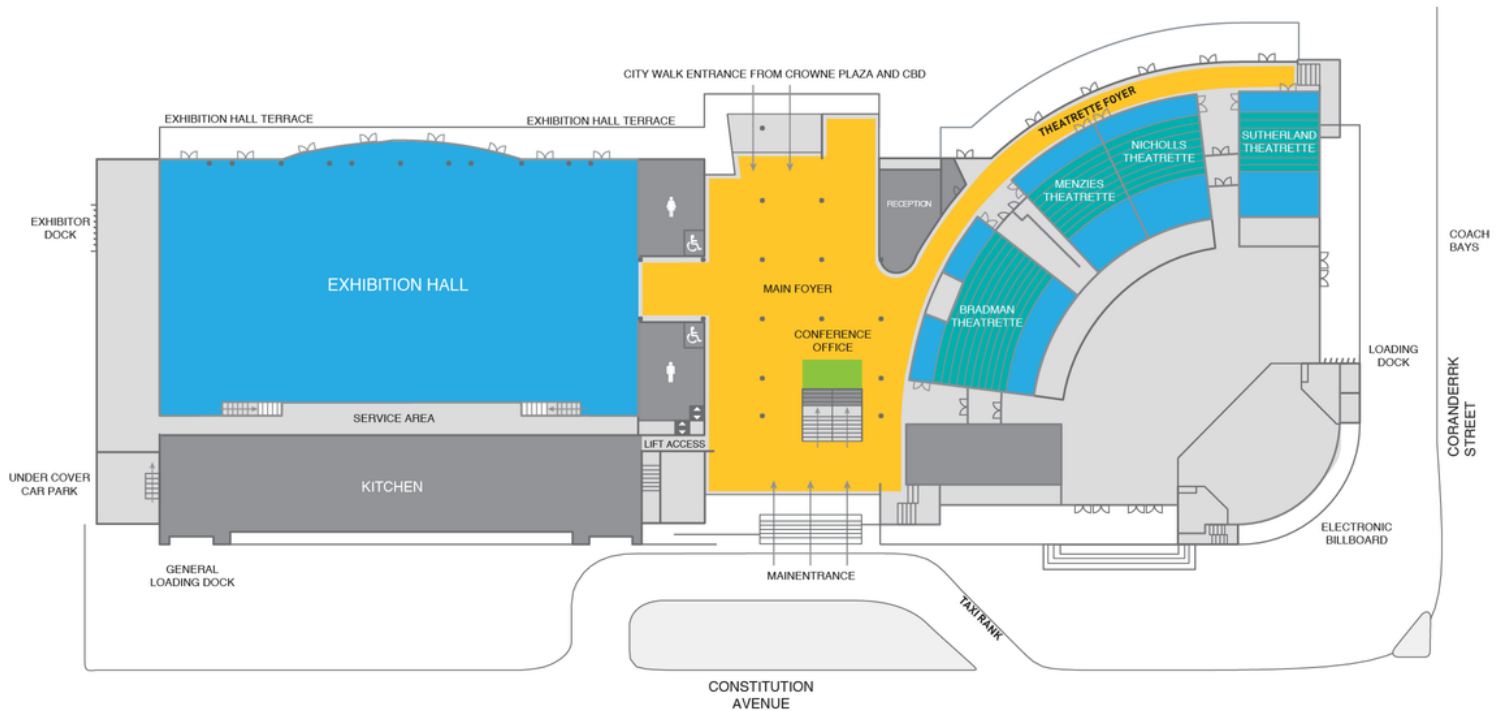 CITY WALK ENTRANCE FROM CROWNE PLAZA AND CBD
EXHIBITION HALL TERRACE
EXHIBITION HALL TERRACE
THEATRETTE FOYER
SUTHERLAND
THEATRETTE
NICHOLLS
THEATRETTE
MENZIES
THEATRETTE
RECEPTION
EXHIBITOR
DOCK
COACH
BAYS
EXHIBITION HALL
MAIN FOYER
BRADMAN
THEATRETTE
CONFERENCE
OFFICE
LOADING
DOCK
CORANDERRK
STREET
SERVICE AREA
LIFT ACCESS
UNDER COVER
CAR PARK
KITCHEN
ELECTRONIC
BILLBOARD
GENERAL
LOADING DOCK
MAINENTRANCE
TAXI RANK
CONSTITUTION
AVENUE